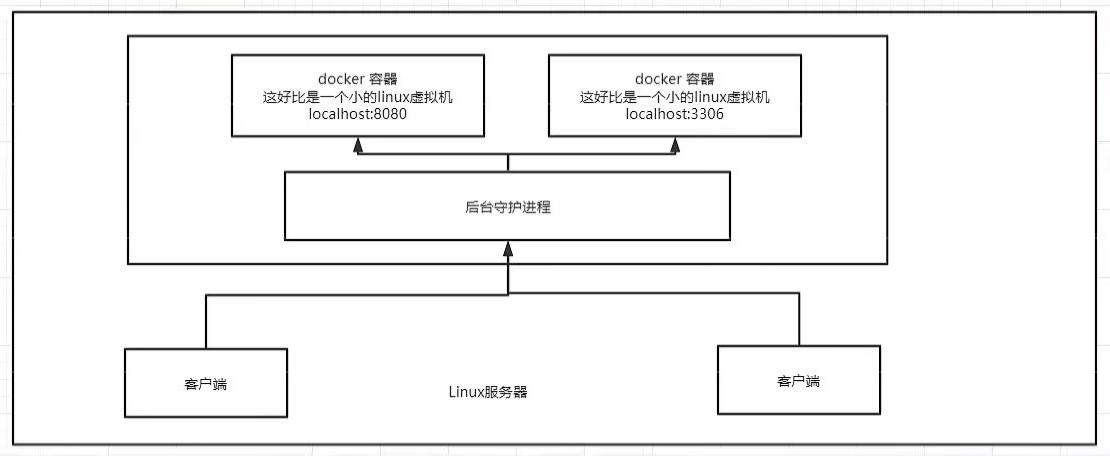 docker 容器
这好比是一个小的linux虚拟机
localhost:8080
docker 容器
这好比是一个小的linux虚拟机
localhost:3306
后台守护进程
客户端
Linux服务器
客户端